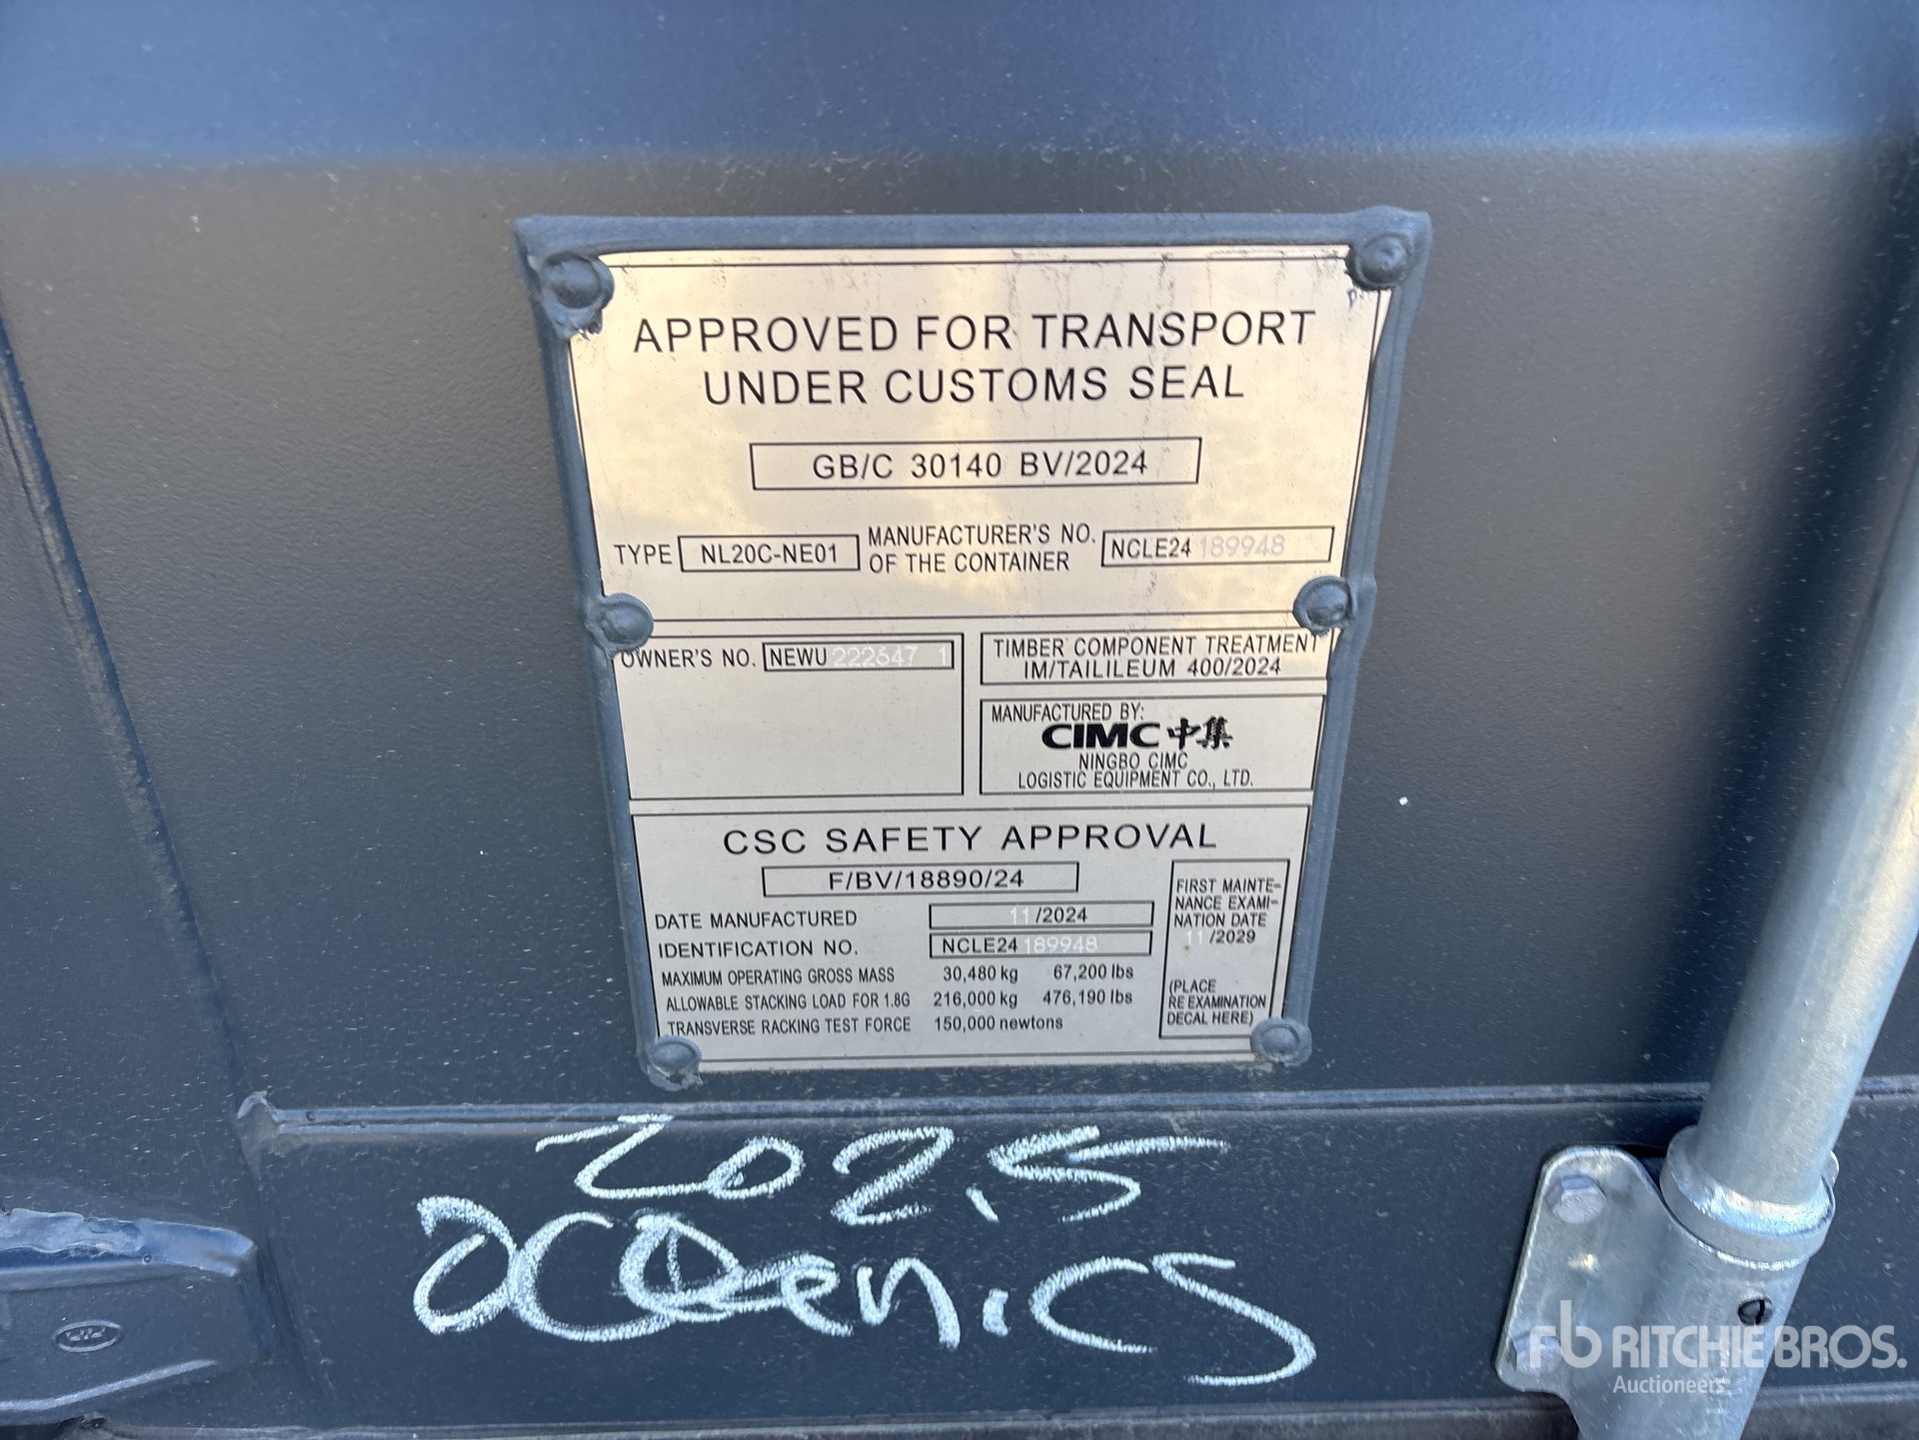 APPROVED FOR TRANSPORT
UNDER CUSTOMS SEAL
GB/C 30140 BV/2024
TYPE NL20C-NE01 MANUFACTURER'S NO. OF THE CONTAINER NCLE24 189948
OWNER'S NO. NEWU 222647 1
TIMBER COMPONENT TREATMENT
IM/TAILILEUM 400/2024
MANUFACTURED BY:
CIMC 中集
NINGBO CIMC
LOGISTIC EQUIPMENT CO., LTD.
CSC SAFETY APPROVAL
F/BV/18890/24
DATE MANUFACTURED 11/2024
IDENTIFICATION NO. NCLE24 189948
MAXIMUM OPERATING GROSS MASS 30,480 kg 67,200 lbs
ALLOWABLE STACKING LOAD FOR 1.8G 216,000 kg 476,190 lbs
TRANSVERSE RACKING TEST FORCE 150,000 newtons
FIRST MAINTE-
NANCE EXAMI-
NATION DATE
11/2029
(PLACE
RE EXAMINATION
DECAL HERE)
2025
rb RITCHIE BROS.
Auctioneers